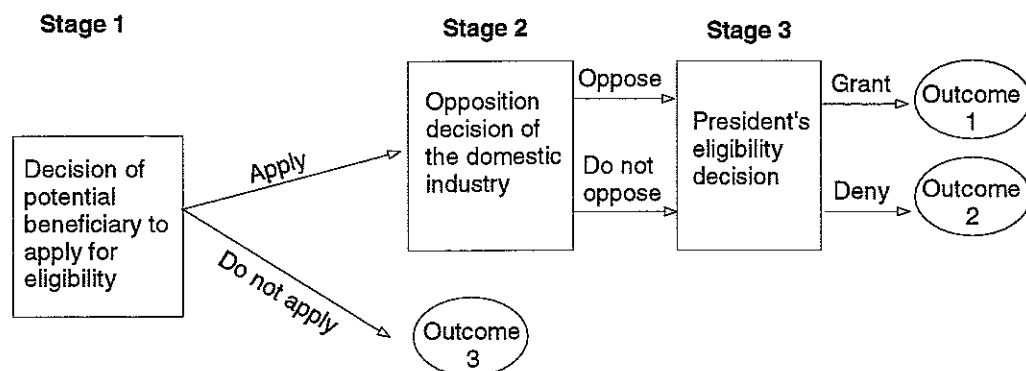 Stage 1
Stage 2
Stage 3
Decision of
potential
beneficiary to
apply for
eligibility
Apply
Do not apply
Opposition
decision of
the domestic
industry
Oppose
Do not
oppose
President's
eligibility
decision
Grant
Deny
Outcome
1
Outcome
2
Outcome
3